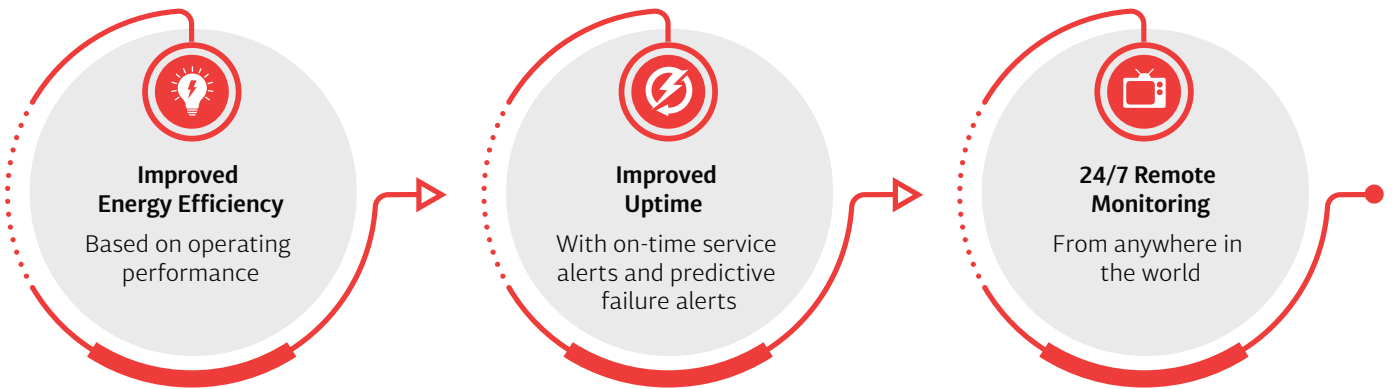 Improved
Energy Efficiency
Based on operating
performance
Improved
Uptime
With on-time service
alerts and predictive
failure alerts
24/7 Remote
Monitoring
From anywhere in
the world